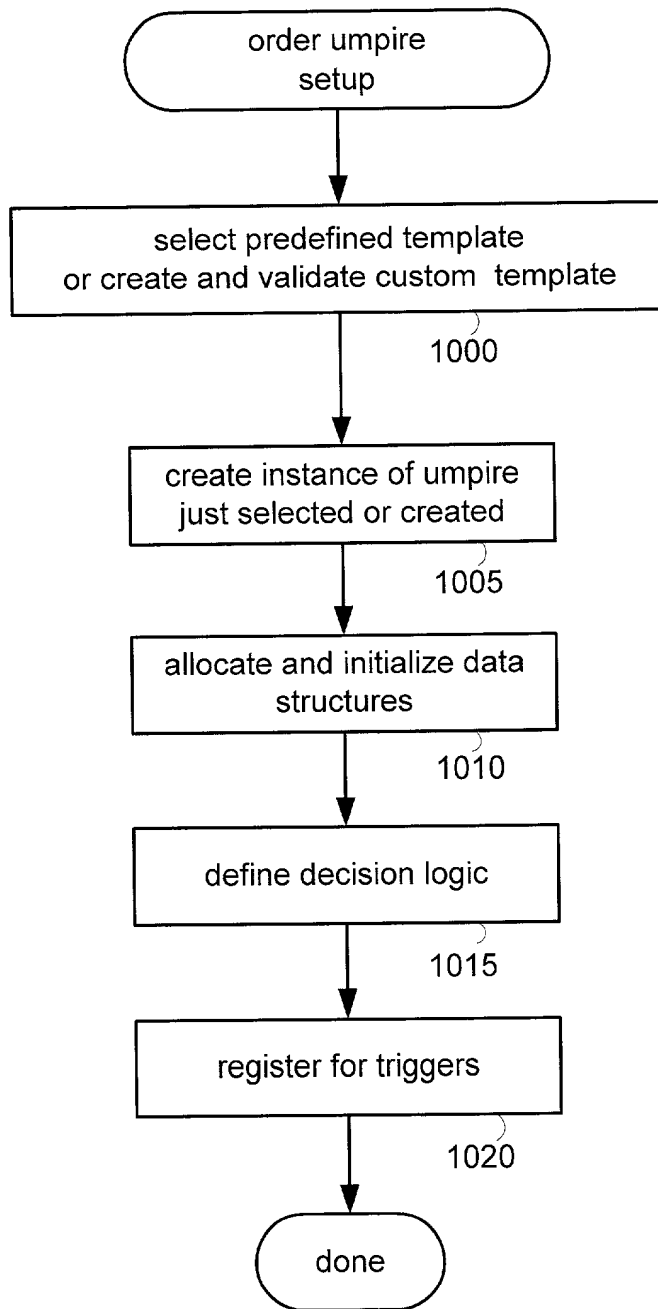 order umpire
setup
select predefined template
or create and validate custom template
1000
create instance of umpire
just selected or created
1005
allocate and initialize data
structures
1010
define decision logic
1015
register for triggers
1020
done